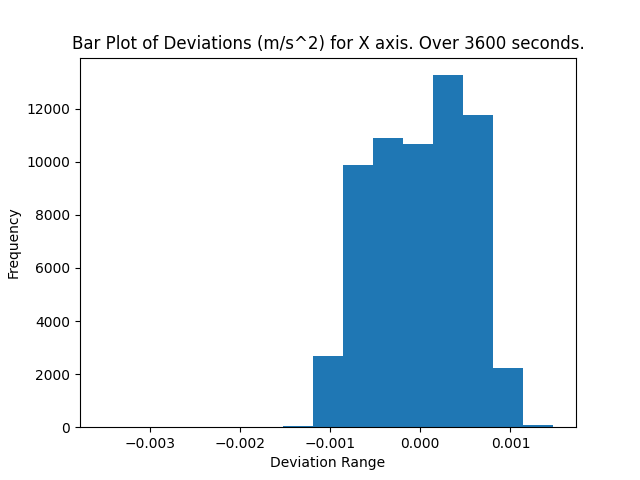 Bar Plot of Deviations (m/s^2) for X axis. Over 3600 seconds.
12000
10000
8000
6000
4000
2000
0
Frequency
−0.003 −0.002 −0.001 0.000 0.001
Deviation Range